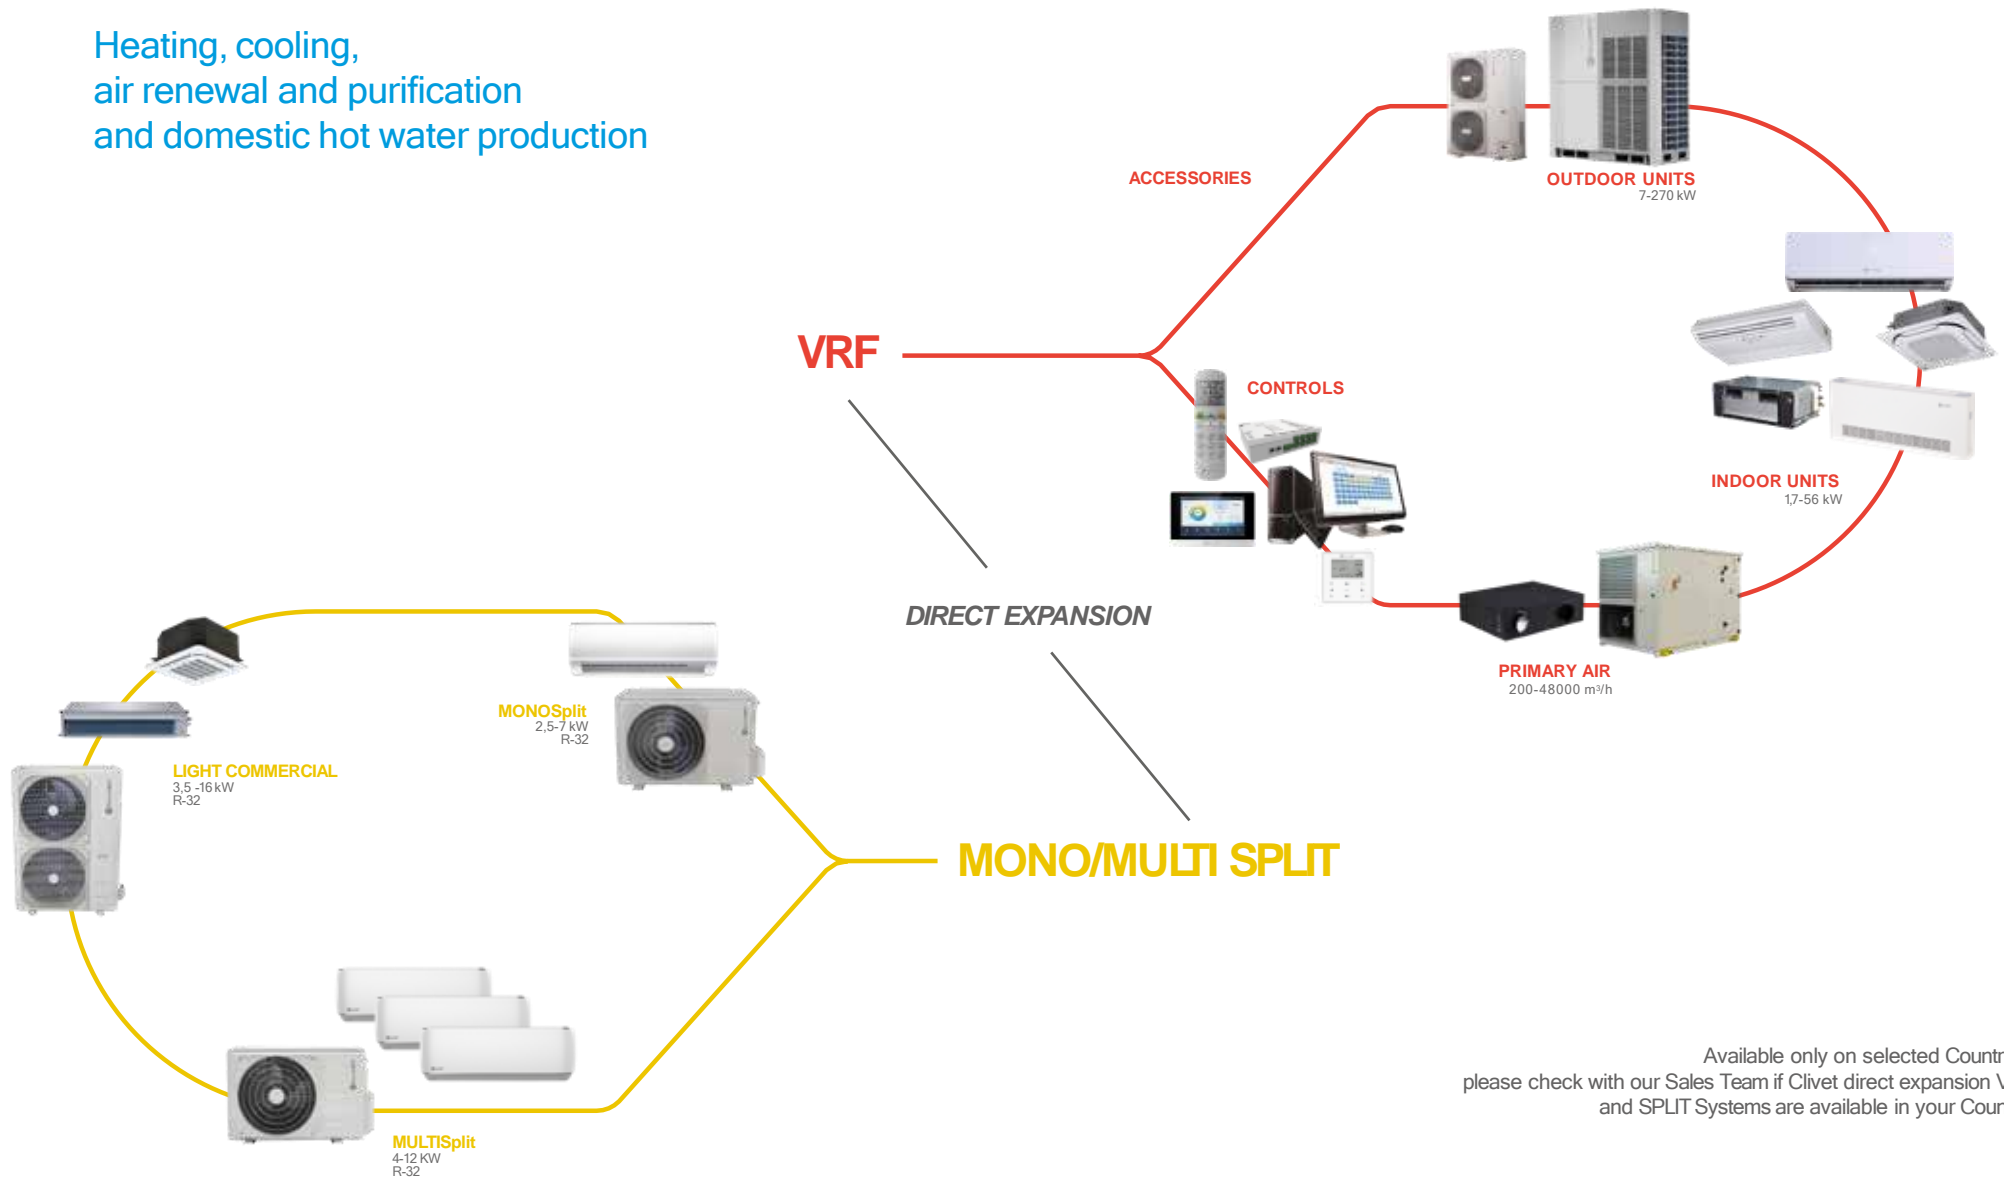 Heating, cooling,
air renewal and purification
and domestic hot water production
ACCESSORIES
OUTDOOR UNITS
7-270 kW
VRF
CONTROLS
INDOOR UNITS
1,7-56 kW
PRIMARY AIR
200-48000 m³/h
DIRECT EXPANSION
MONOSplit
2,5-7 kW
R-32
LIGHT COMMERCIAL
3,5 -16 kW
R-32
MONO/MULTI SPLIT
MULTISplit
4-12 KW
R-32
Available only on selected Countr
please check with our Sales Team if Clivet direct expansion V
and SPLIT Systems are available in your Coun